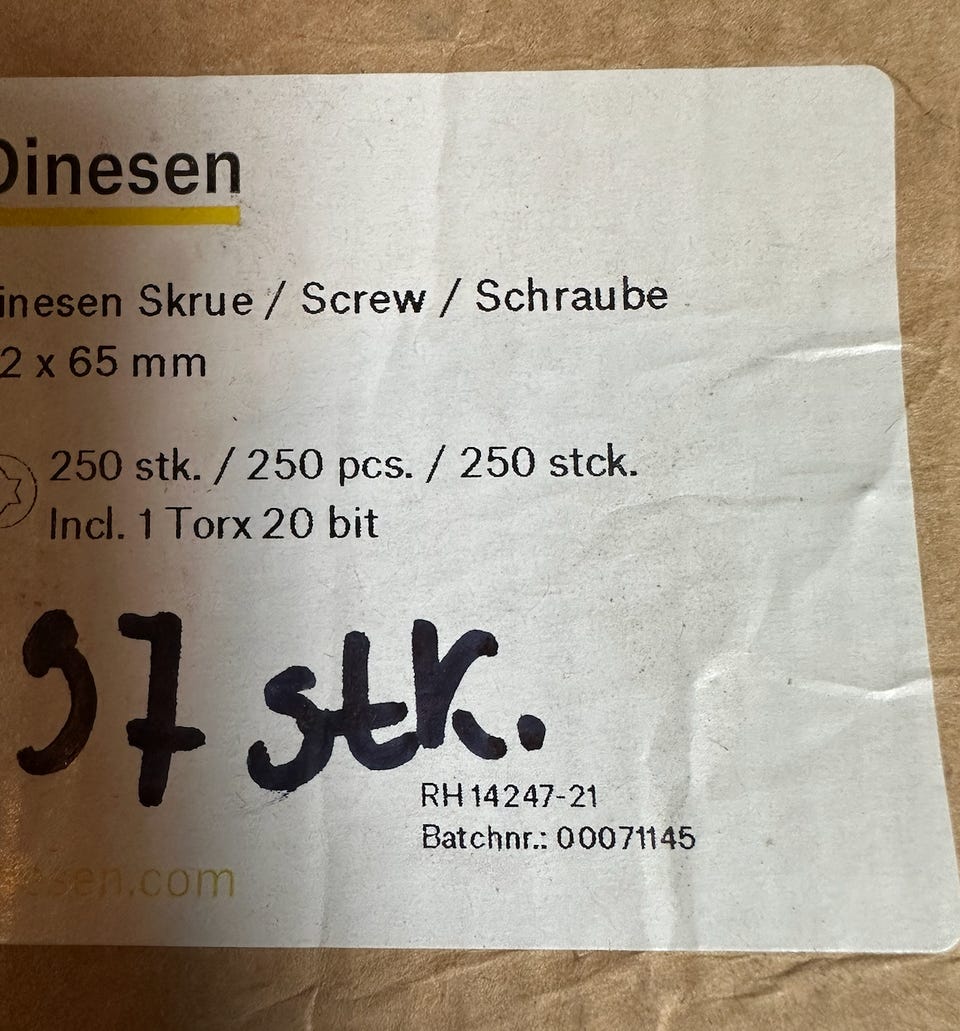 Dinesen
inesen Skrue / Screw / Schraube
2 x 65 mm
250 stk. / 250 pcs. / 250 stck.
Incl. 1 Torx 20 bit
97 stk.
RH 14247-21
Batchnr.: 00071145
esen.com